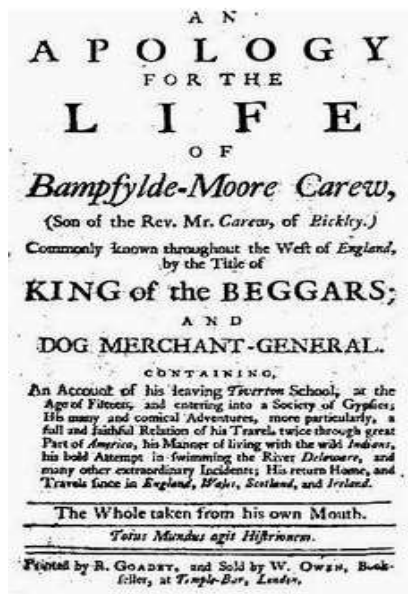 AN
APOLOGY
FOR THE
LIFE
OF
Bampfylde-Moore Carew,
(Son of the Rev. Mr. Carew, of Bickley.)
Commonly known throughout the West of England,
by the Title of
KING of the BEGGARS;
AND
DOG MERCHANT-GENERAL.
CONTAINING,
An Account of his leaving Tiverton School, at the
Age of Fifteen, and entering into a Society of Gypsies;
His many and comical Adventures, more particularly, a
full and faithful Relation of his Travels twice through great
Part of America, his Manner of living with the wild Indians,
his bold Attempt in swimming the River Delaware, and
many other extraordinary Incidents; His return Home, and
Travels since in England, Wales, Scotland, and Ireland.
The Whole taken from his own Mouth.
Totus Mundus agit Histrionem.
Printed by R. GOADBY, and Sold by W. OWEN, Book-
seller, at Temple-Bar, London.